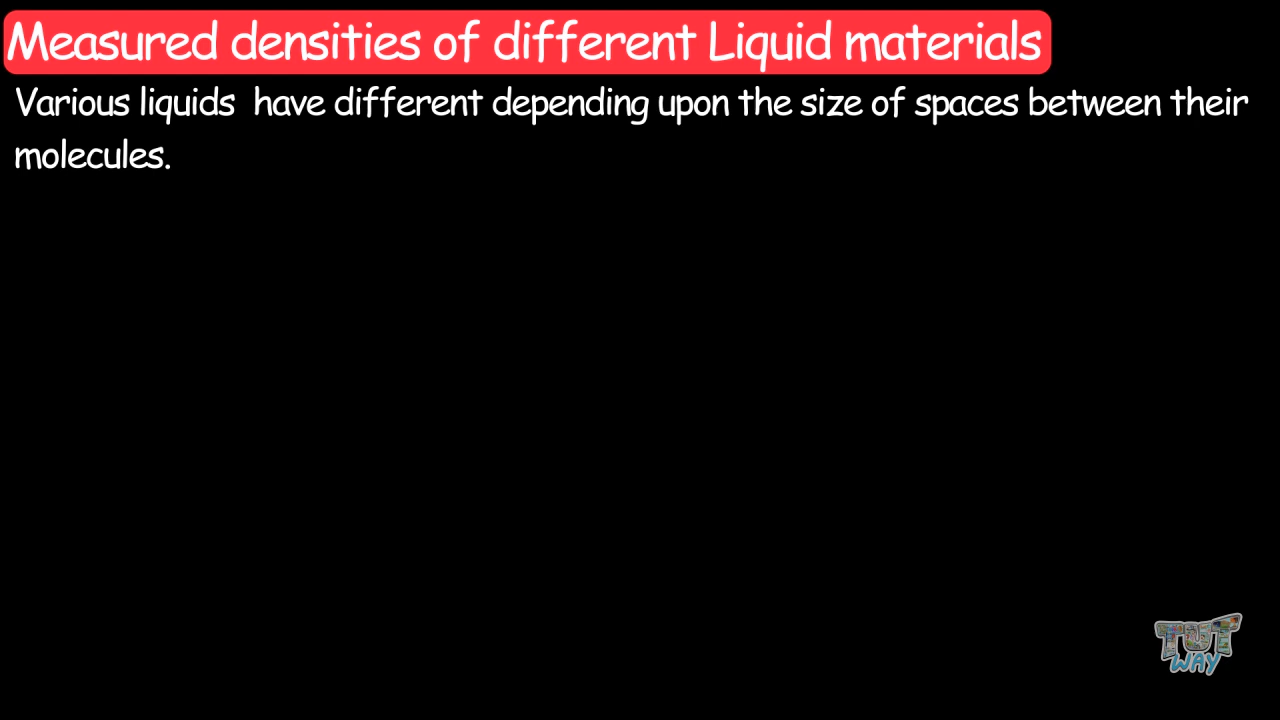 Measured densities of different Liquid materials
Various liquids  have different depending upon the size of spaces between their
molecules.
TUT
WAY